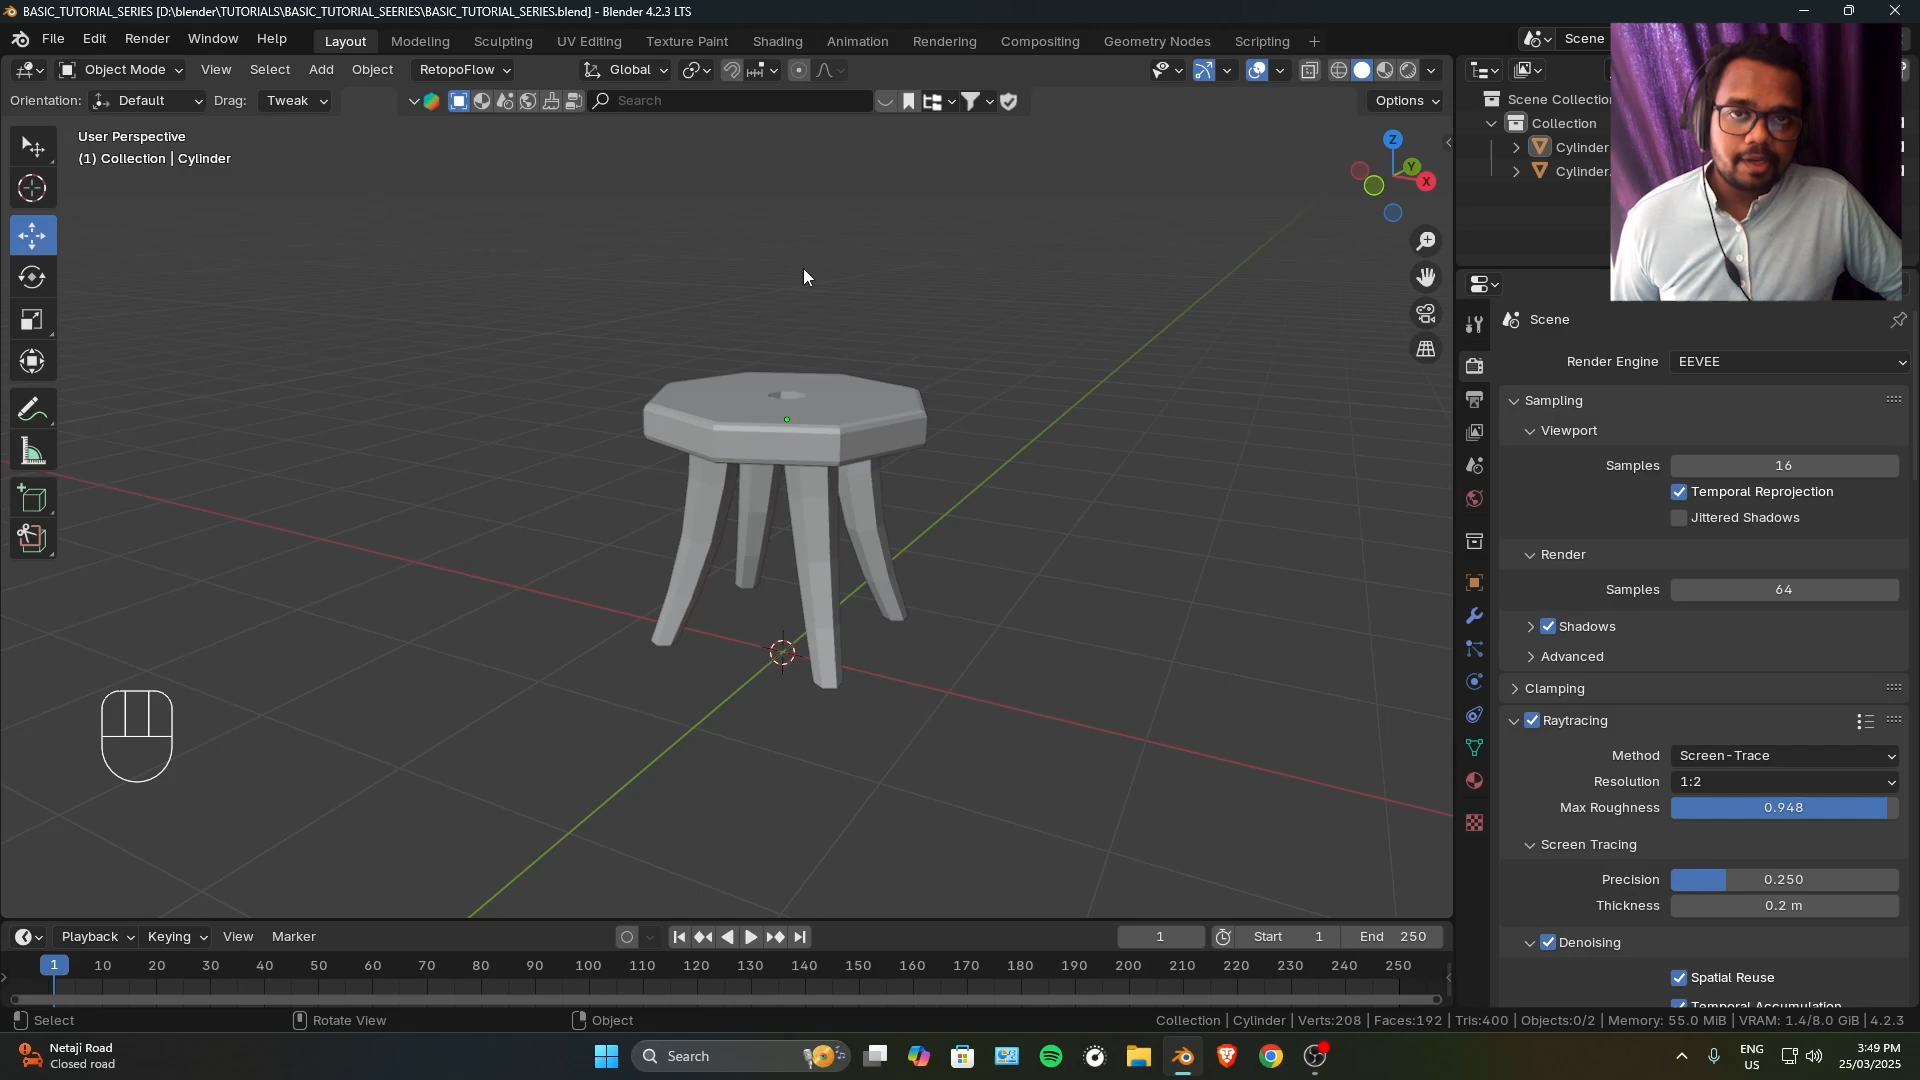 BASIC_TUTORIAL_SERIES [D:\blender\TUTORIALS\BASIC_TUTORIAL_SEERIES\BASIC_TUTORIAL_SERIES.blend] - Blender 4.2.3 LTS
File Edit Render Window Help Layout Modeling Sculpting UV Editing Texture Paint Shading Animation Rendering Compositing Geometry Nodes Scripting + Scene
Object Mode View Select Add Object RetopoFlow Global
Orientation: Default Drag: Tweak Search Options
User Perspective
(1) Collection | Cylinder
Z
Y
X
Scene Collection
Collection
Cylinder
Cylinder.
Scene
Render Engine EEVEE
Sampling
Viewport
Samples 16
Temporal Reprojection
Jittered Shadows
Render
Samples 64
Shadows
Advanced
Clamping
Raytracing
Method Screen-Trace
Resolution 1:2
Max Roughness 0.948
Screen Tracing
Precision 0.250
Thickness 0.2 m
Denoising
Spatial Reuse
Temporal Accumulation
Playback Keying View Marker 1 Start 1 End 250
1 10 20 30 40 50 60 70 80 90 100 110 120 130 140 150 160 170 180 190 200 210 220 230 240 250
Select Rotate View Object Collection | Cylinder | Verts:208 | Faces:192 | Tris:400 | Objects:0/2 | Memory: 55.0 MiB | VRAM: 1.4/8.0 GiB | 4.2.3
Netaji Road
Closed road
Search
ENG
US
3:49 PM
25/03/2025